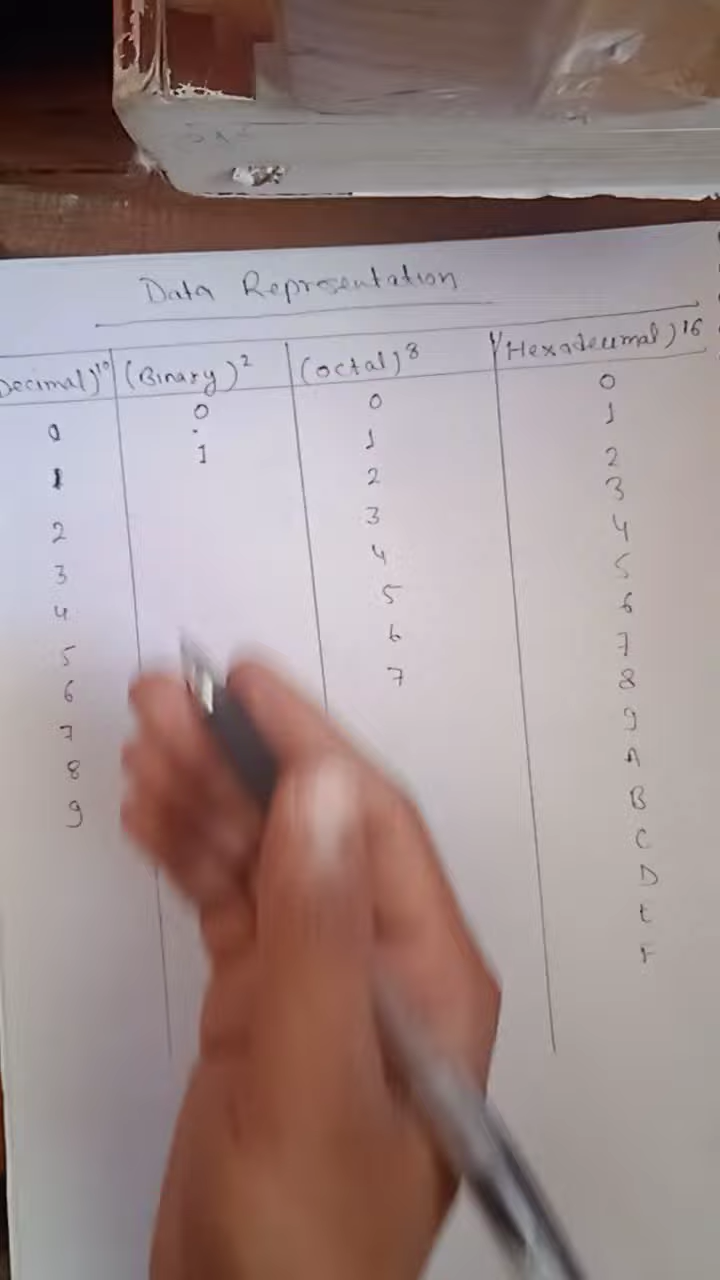 Data Representation
Decimal)10 (Binary)2 (octal)8 (Hexadecimal)16
0 0 0 0
1 1 1 1
2 2 2
3 3 3
4 4 4
5 5 5
6 6 6
7 7 7
8 8
9 9
A
B
C
D
E
F